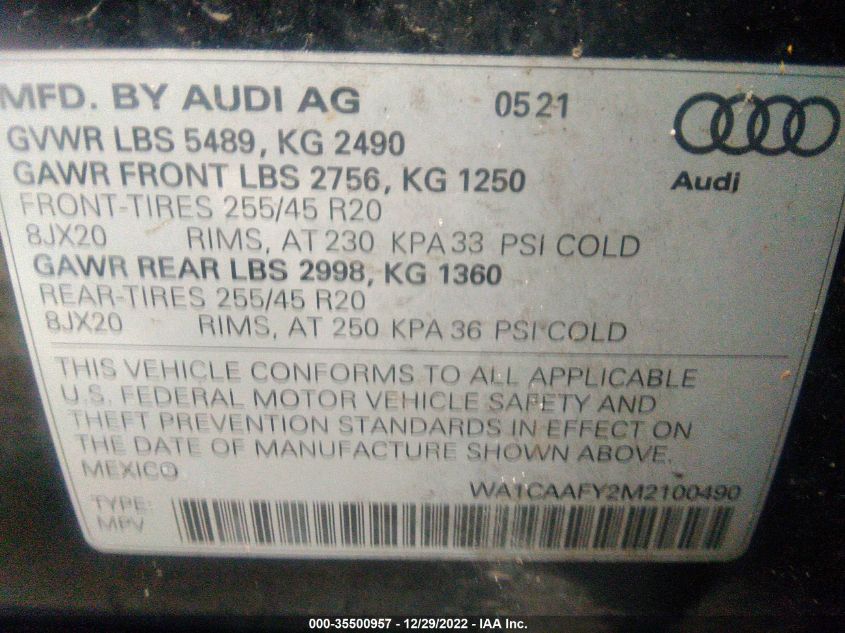 MFD. BY AUDI AG 0521
GVWR LBS 5489, KG 2490
GAWR FRONT LBS 2756, KG 1250
Audi
FRONT-TIRES 255/45 R20
8JX20 RIMS, AT 230 KPA 33 PSI COLD
GAWR REAR LBS 2998, KG 1360
REAR-TIRES 255/45 R20
8JX20 RIMS, AT 250 KPA 36 PSI COLD
THIS VEHICLE CONFORMS TO ALL APPLICABLE
U.S. FEDERAL MOTOR VEHICLE SAFETY AND
THEFT PREVENTION STANDARDS IN EFFECT ON
THE DATE OF MANUFACTURE SHOWN ABOVE.
MEXICO
WA1CAAFY2M2100490
TYPE:
MPV
000-35500957 - 12/29/2022 - IAA Inc.